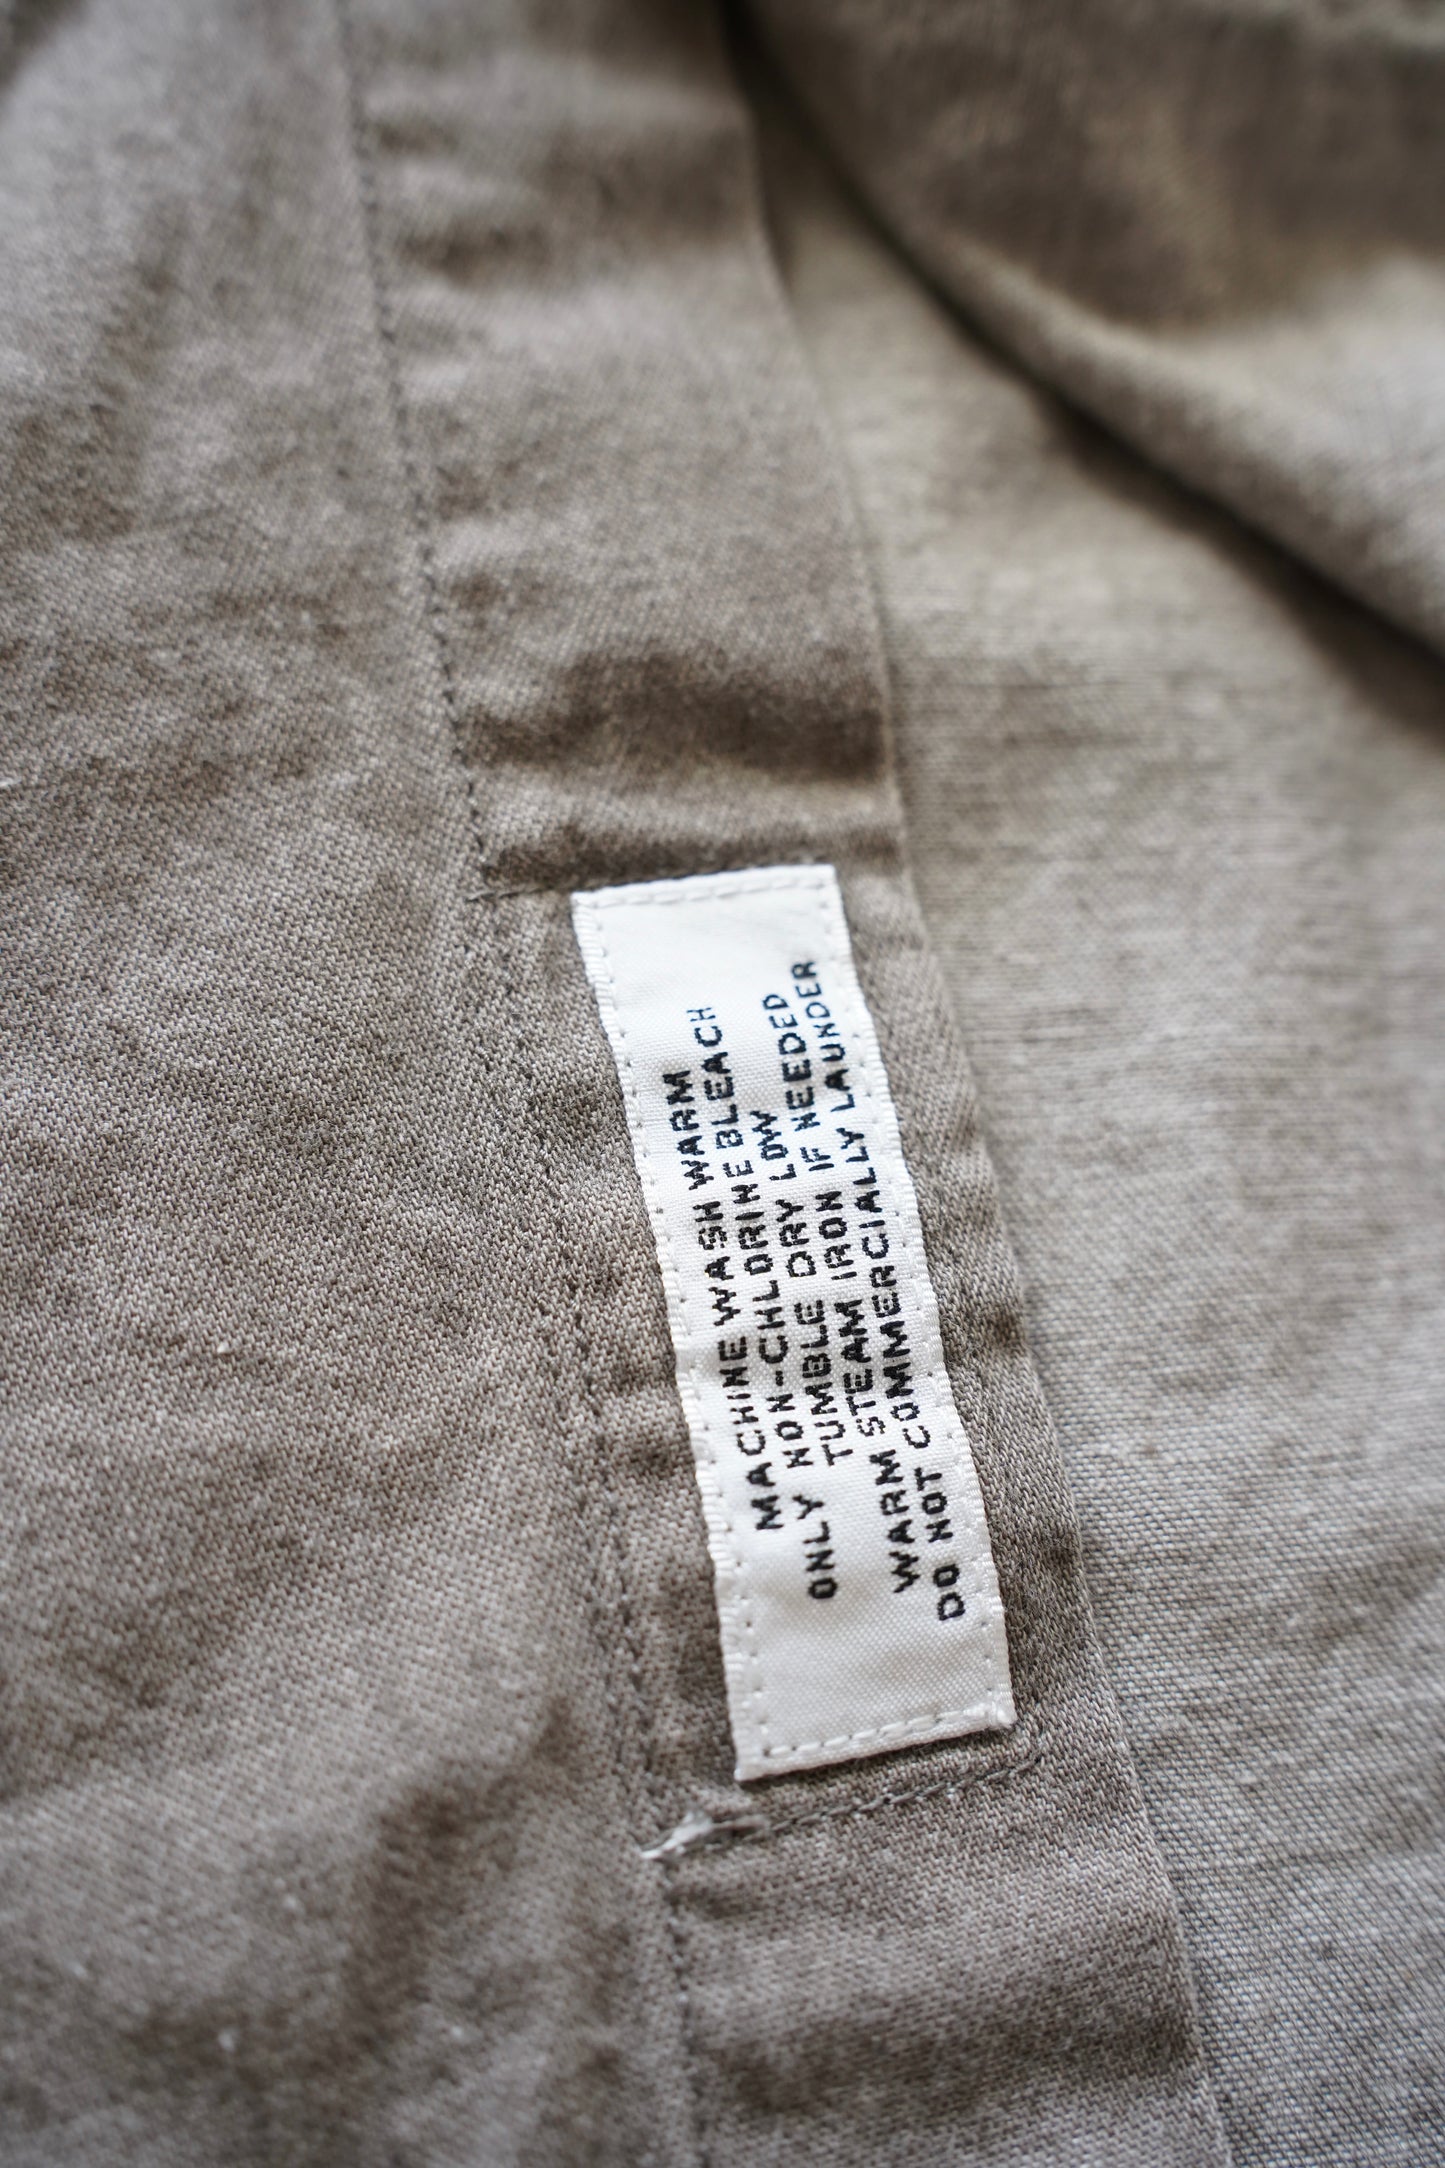 MACHINE WASH WARM
ONLY NON-CHLORINE BLEACH
TUMBLE DRY LOW
WARM STEAM IRON IF NEEDED
DO NOT COMMERCIALLY LAUNDER